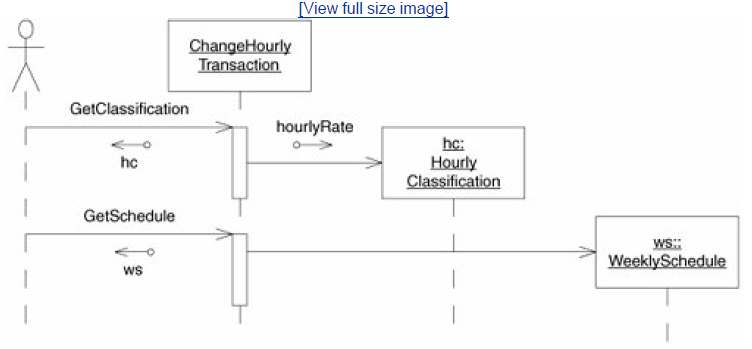 [View full size image]
ChangeHourly
Transaction
GetClassification
hourlyRate
hc
hc:
Hourly
Classification
GetSchedule
ws
ws::
WeeklySchedule